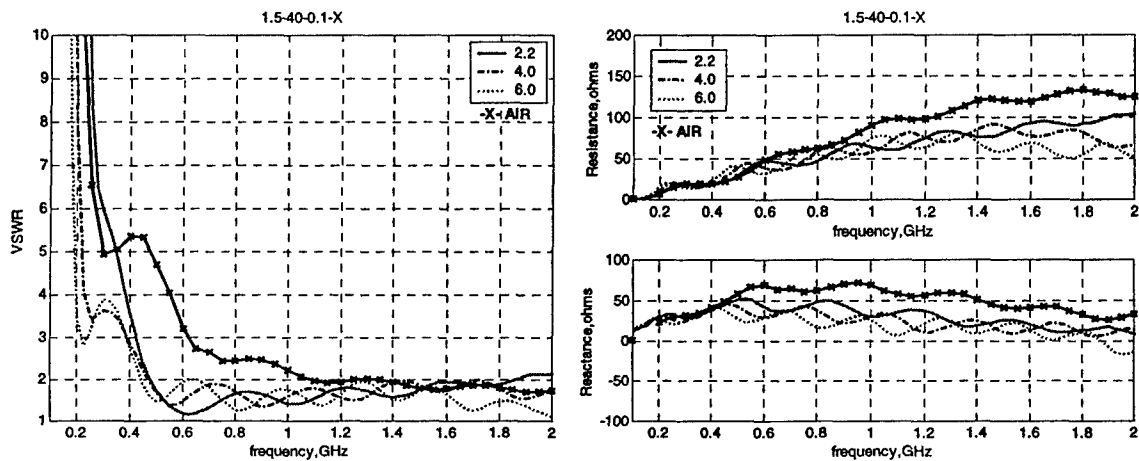 1.5-40-0.1-X
10
9
8
7
6
5
4
3
2
1
VSWR
2.2
4.0
6.0
-X- AIR
0.2 0.4 0.6 0.8 1 1.2 1.4 1.6 1.8 2
frequency,GHz
1.5-40-0.1-X
200
150
100
50
0
Resistance,ohms
2.2
4.0
6.0
-X- AIR
0.2 0.4 0.6 0.8 1 1.2 1.4 1.6 1.8 2
frequency,GHz
100
50
0
-50
-100
Reactance,ohms
0.2 0.4 0.6 0.8 1 1.2 1.4 1.6 1.8 2
frequency,GHz